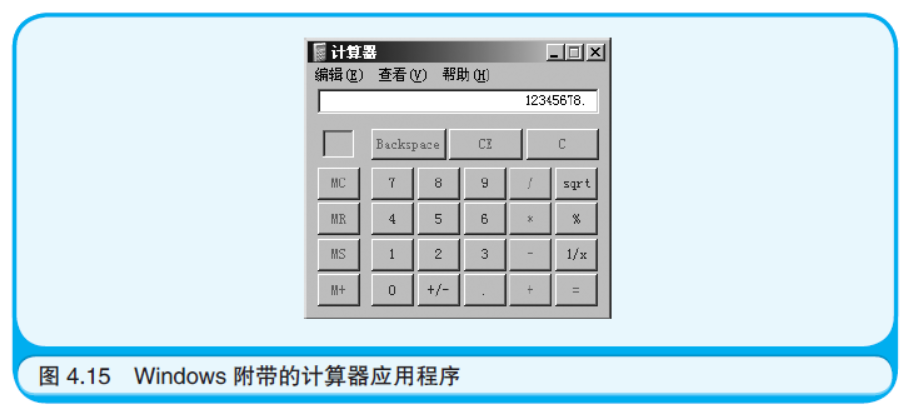 计算器
编辑(E) 查看(V) 帮助(H)
12345678.
Backspace CE C
MC 7 8 9 / sqrt
MR 4 5 6 * %
MS 1 2 3 - 1/x
M+ 0 +/- . + =
图 4.15 Windows 附带的计算器应用程序